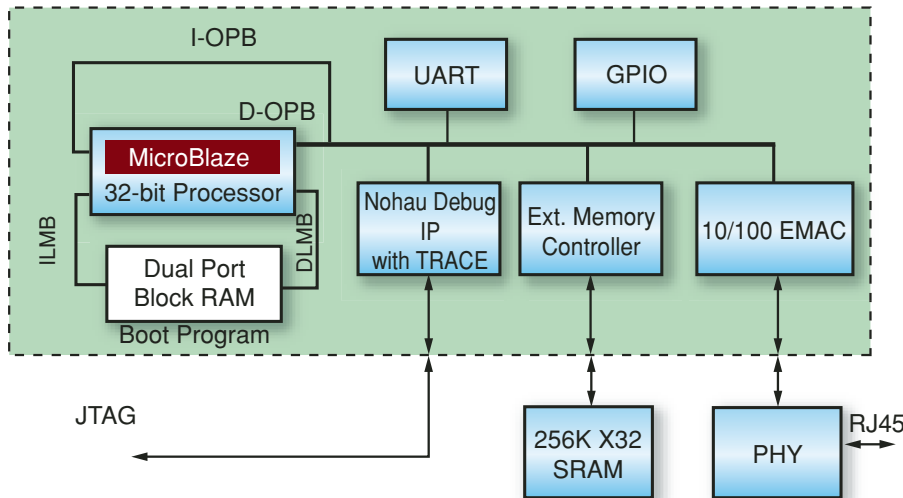 I-OPB
UART
GPIO
D-OPB
MicroBlaze
32-bit Processor
ILMB
DLMB
Dual Port
Block RAM
Boot Program
Nohau Debug
IP
with TRACE
Ext. Memory
Controller
10/100 EMAC
JTAG
256K X32
SRAM
PHY
RJ45